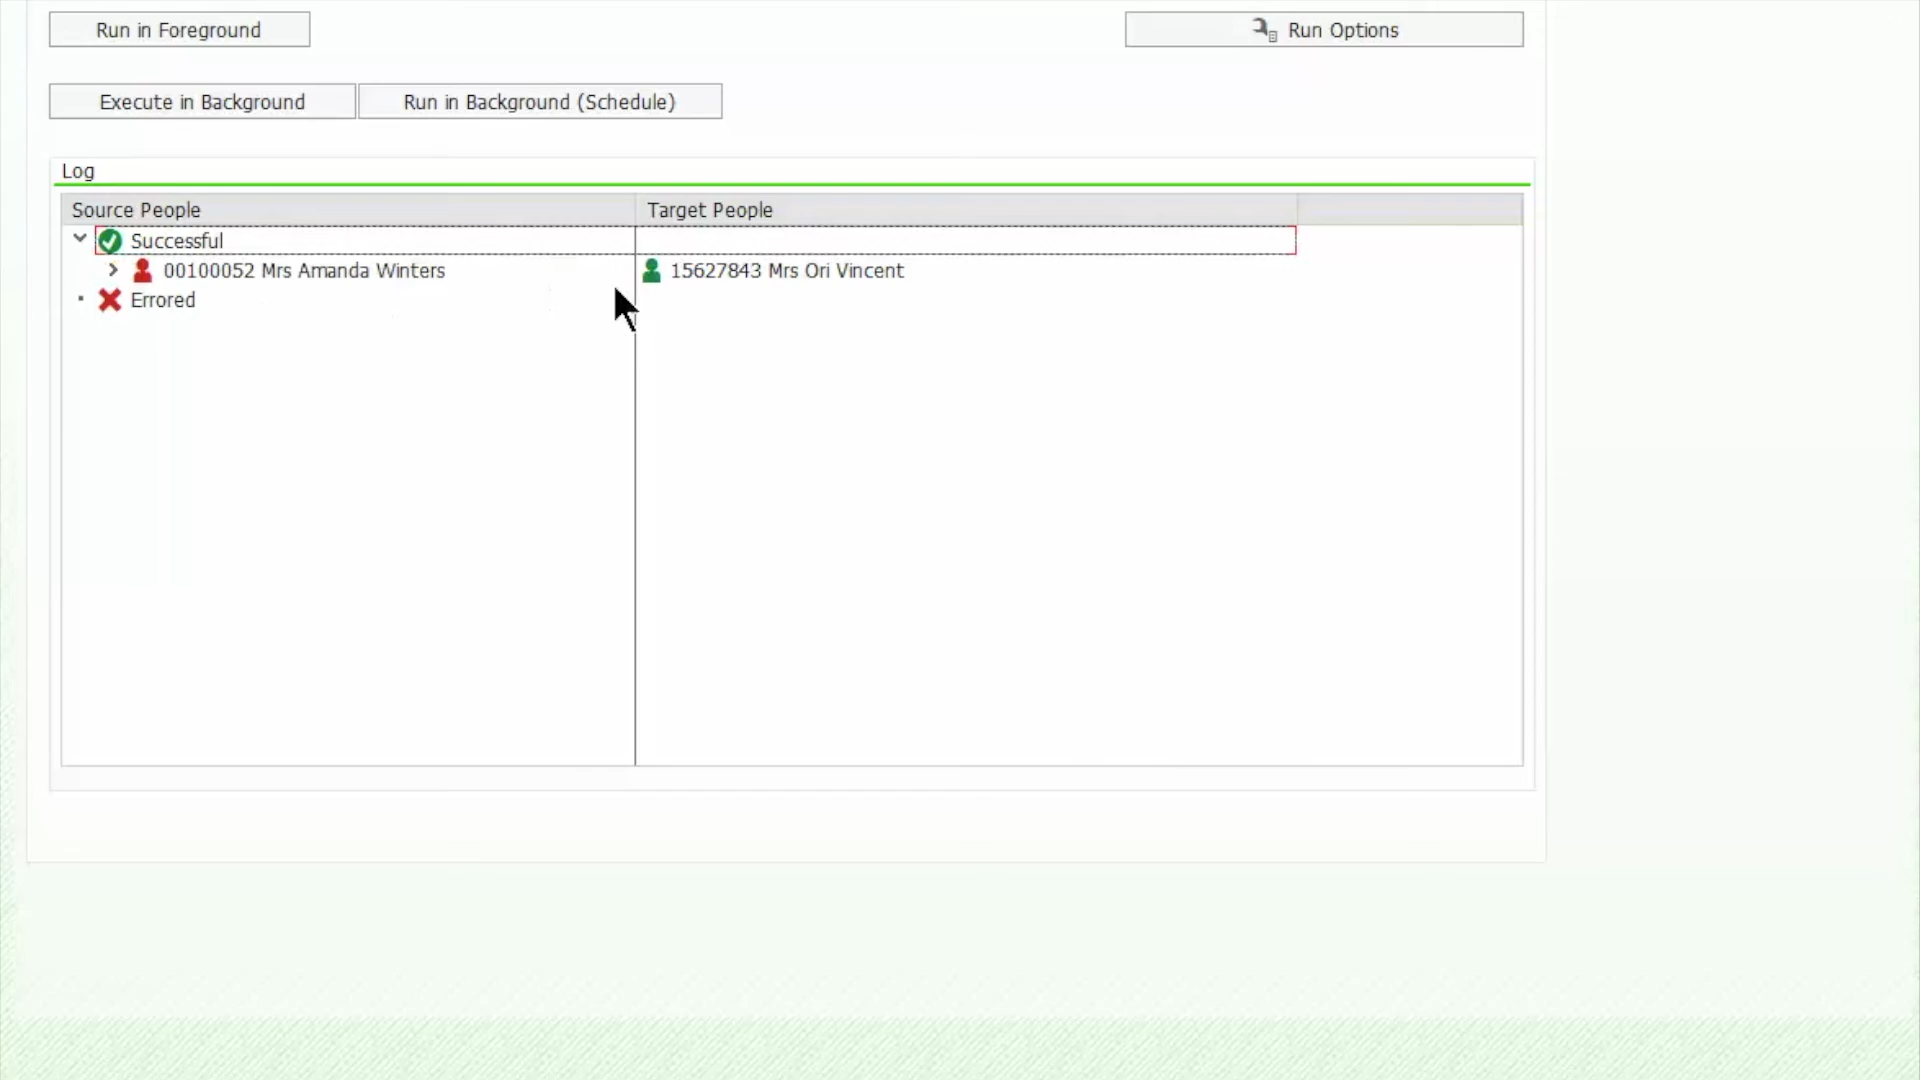 Run in Foreground
Run Options
Execute in Background
Run in Background (Schedule)
Log
Source People
Target People
Successful
00100052 Mrs Amanda Winters
15627843 Mrs Ori Vincent
Errored